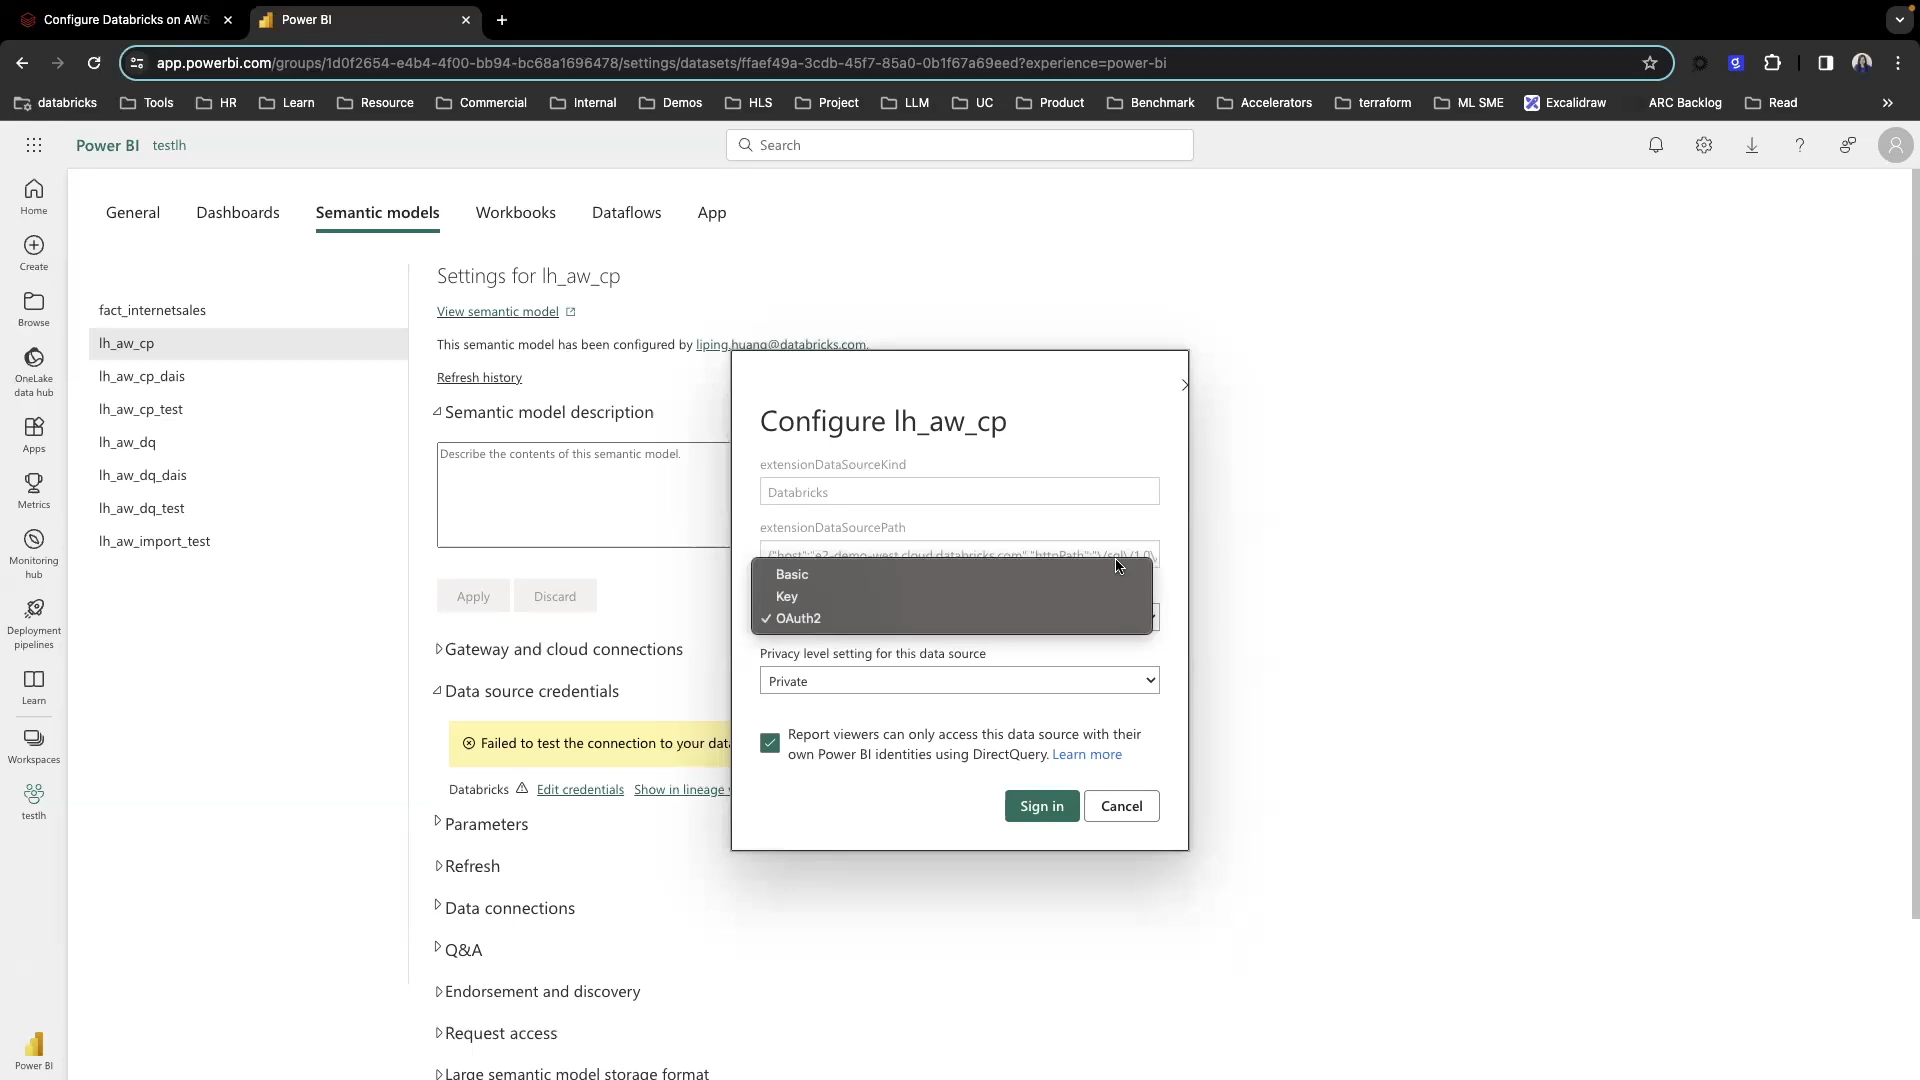 Configure Databricks on AWS
Power BI
app.powerbi.com/groups/1d0f2654-e4b4-4f00-bb94-bc68a1696478/settings/datasets/ffaef49a-3cdb-45f7-85a0-0b1f67a69eed?experience=power-bi
databricks
Tools
HR
Learn
Resource
Commercial
Internal
Demos
HLS
Project
LLM
UC
Product
Benchmark
Accelerators
terraform
ML SME
Excalidraw
ARC Backlog
Read
Power BI testlh
Search
Home
Create
Browse
OneLake
data hub
Apps
Metrics
Monitoring
hub
Deployment
pipelines
Learn
Workspaces
testlh
Power BI
General
Dashboards
Semantic models
Workbooks
Dataflows
App
fact_internetsales
lh_aw_cp
lh_aw_cp_dais
lh_aw_cp_test
lh_aw_dq
lh_aw_dq_dais
lh_aw_dq_test
lh_aw_import_test
Settings for lh_aw_cp
View semantic model
This semantic model has been configured by liping.huang@databricks.com.
Refresh history
Semantic model description
Describe the contents of this semantic model.
Apply
Discard
Gateway and cloud connections
Data source credentials
Failed to test the connection to your
Databricks
Edit credentials
Show in lineage
Parameters
Refresh
Data connections
Q&A
Endorsement and discovery
Request access
Large semantic model storage format
Configure lh_aw_cp
extensionDataSourceKind
Databricks
extensionDataSourcePath
Basic
Key
OAuth2
Privacy level setting for this data source
Private
Report viewers can only access this data source with their
own Power BI identities using DirectQuery. Learn more
Sign in
Cancel